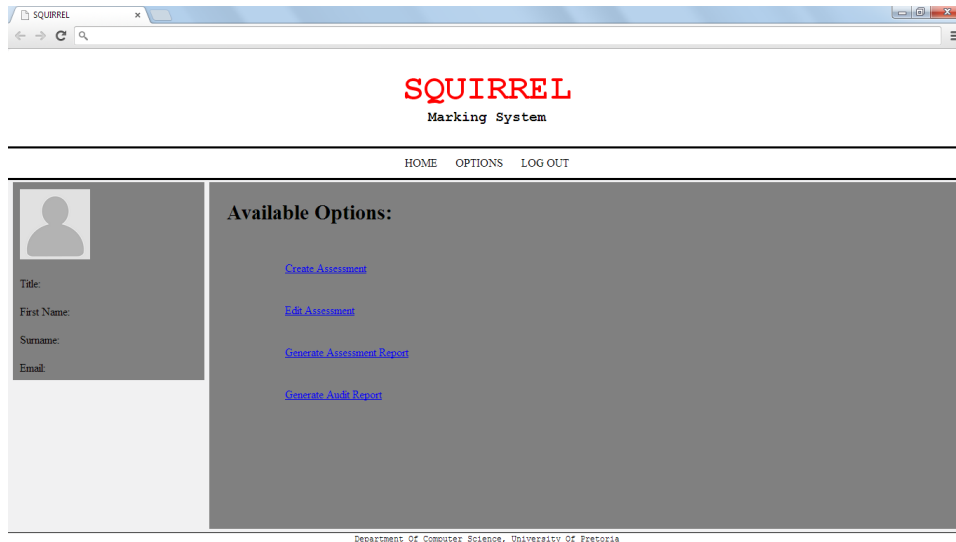 SQUIRREL
SQUIRREL
Marking System
HOME OPTIONS LOG OUT
Title:
First Name:
Surname:
Email:
Available Options:
Create Assessment
Edit Assessment
Generate Assessment Report
Generate Audit Report
Department Of Computer Science, University Of Pretoria